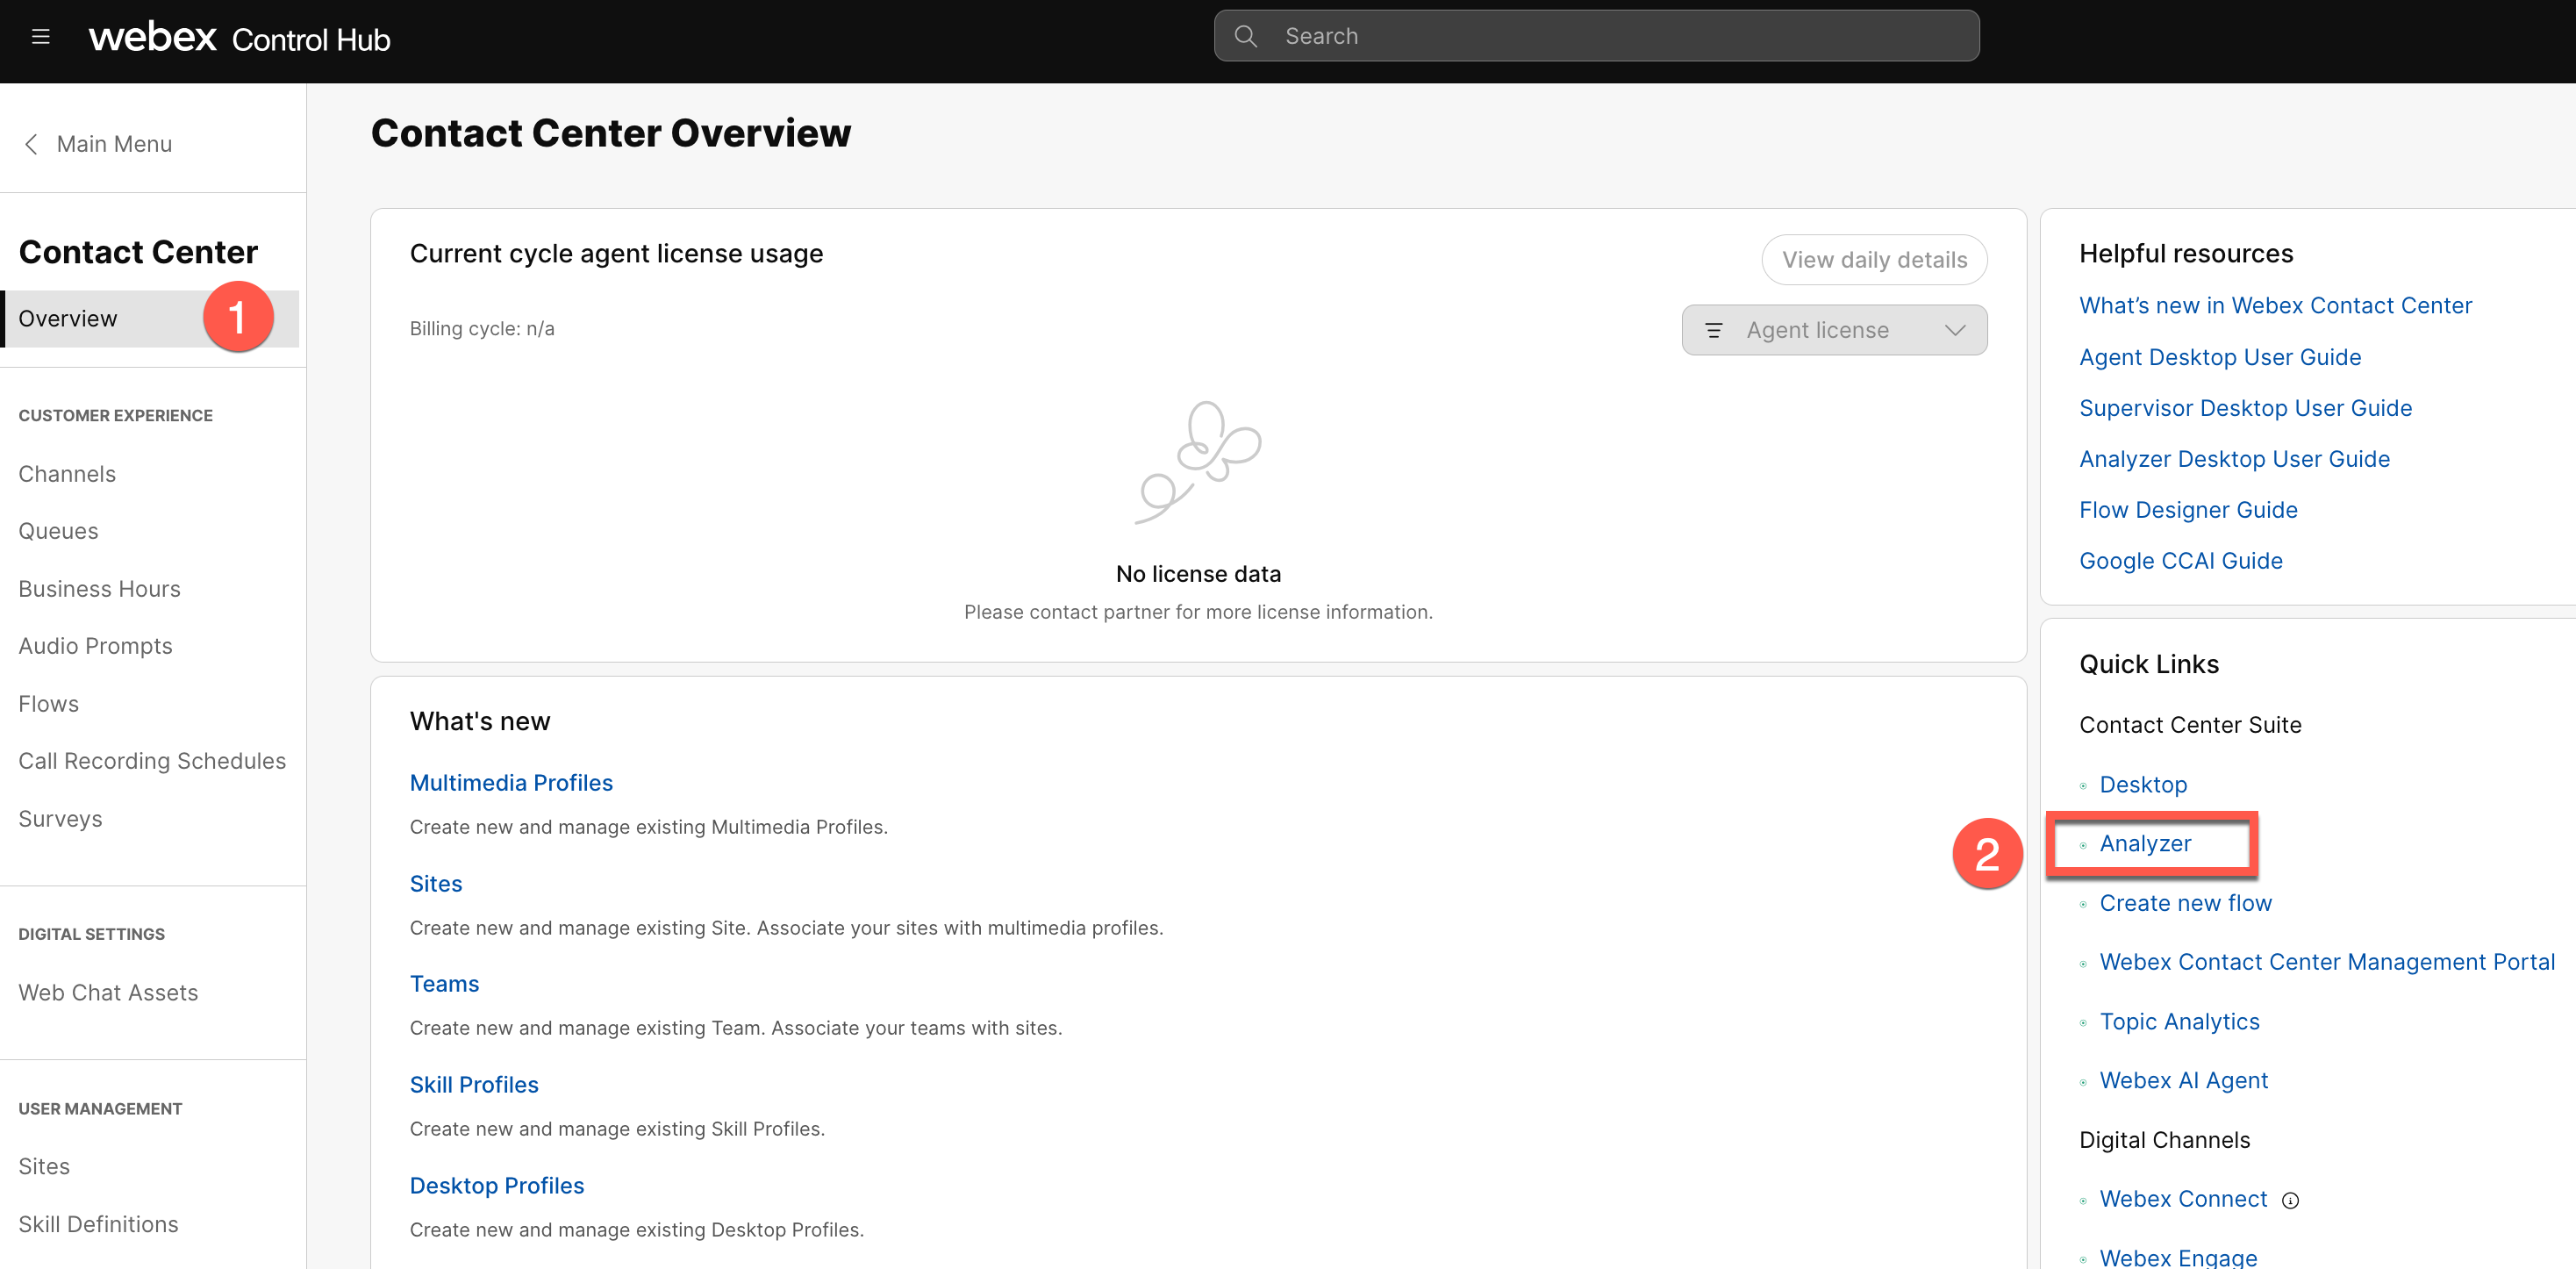 webex Control Hub
Search
Main Menu
Contact Center
Overview
1
CUSTOMER EXPERIENCE
Channels
Queues
Business Hours
Audio Prompts
Flows
Call Recording Schedules
Surveys
DIGITAL SETTINGS
Web Chat Assets
USER MANAGEMENT
Sites
Skill Definitions
Contact Center Overview
Current cycle agent license usage
View daily details
Billing cycle: n/a
Agent license
No license data
Please contact partner for more license information.
What's new
Multimedia Profiles
Create new and manage existing Multimedia Profiles.
Sites
Create new and manage existing Site. Associate your sites with multimedia profiles.
Teams
Create new and manage existing Team. Associate your teams with sites.
Skill Profiles
Create new and manage existing Skill Profiles.
Desktop Profiles
Create new and manage existing Desktop Profiles.
Helpful resources
What’s new in Webex Contact Center
Agent Desktop User Guide
Supervisor Desktop User Guide
Analyzer Desktop User Guide
Flow Designer Guide
Google CCAI Guide
Quick Links
Contact Center Suite
Desktop
2
Analyzer
Create new flow
Webex Contact Center Management Portal
Topic Analytics
Webex AI Agent
Digital Channels
Webex Connect
Webex Engage